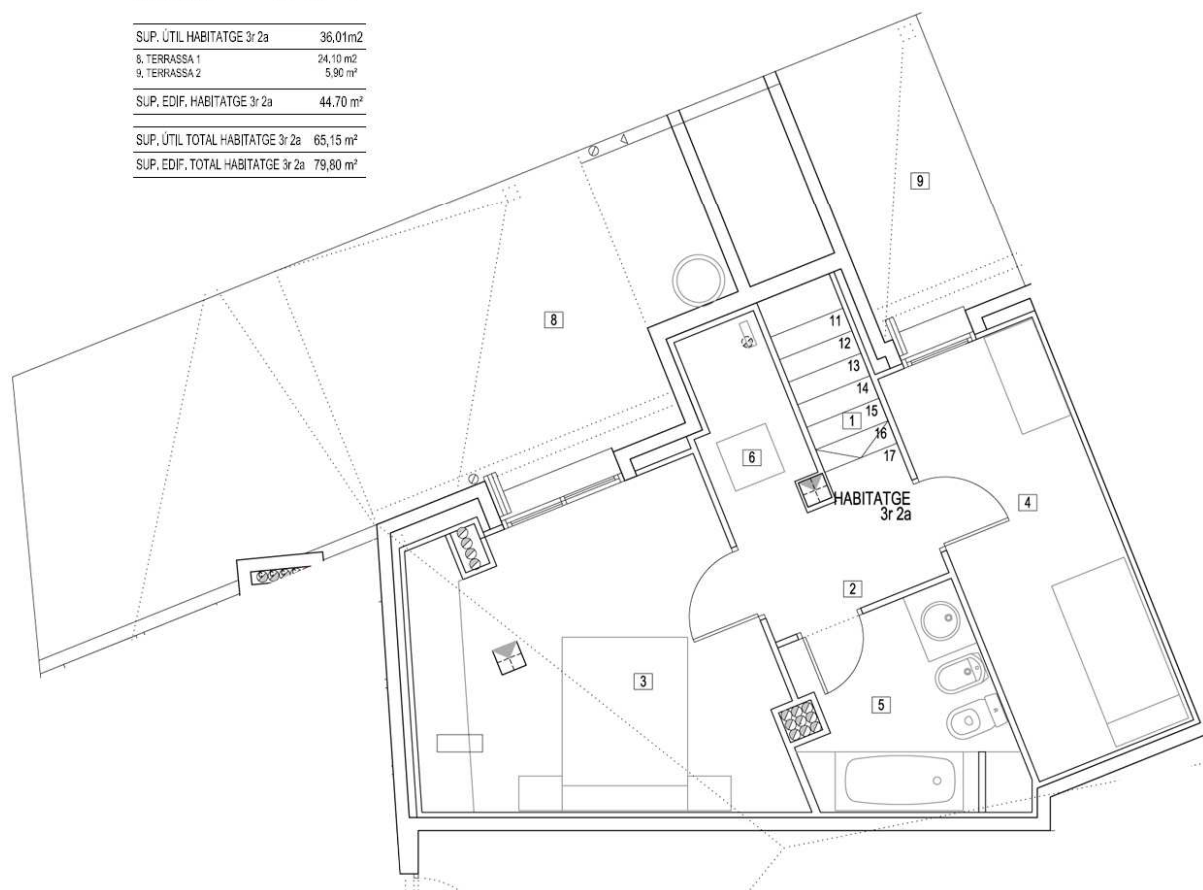 SUP. ÚTIL HABITATGE 3r 2a 36,01m2
8. TERRASSA 1 24,10 m2
9. TERRASSA 2 5,90 m²
SUP. EDIF. HABITATGE 3r 2a 44.70 m²
SUP. ÚTIL TOTAL HABITATGE 3r 2a 65,15 m²
SUP. EDIF. TOTAL HABITATGE 3r 2a 79,80 m²
9
8
11
12
13
14
15
1
16
17
6
HABITATGE
3r 2a
4
2
3
5